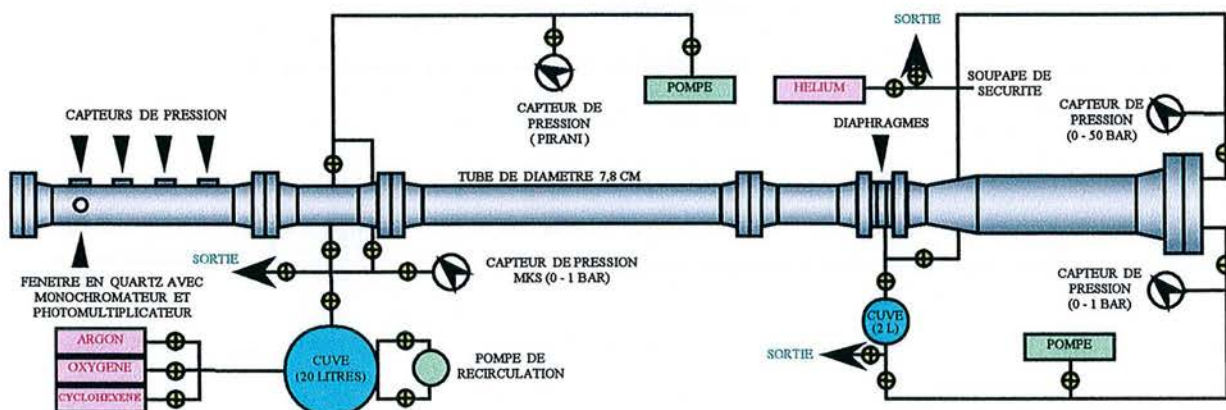 SORTIE
CAPTEURS DE PRESSION
CAPTEUR DE
PRESSION
(PIRANI)
POMPE
HELIUM
SOUPAPE DE
SECURITE
DIAPHRAGMES
CAPTEUR DE
PRESSION
(0 - 50 BAR)
TUBE DE DIAMETRE 7,8 CM
FENETRE EN QUARTZ AVEC
MONOCHROMATEUR ET
PHOTOMULTIPLICATEUR
SORTIE
CAPTEUR DE PRESSION
MKS (0 - 1 BAR)
CAPTEUR DE
PRESSION
(0 - 1 BAR)
ARGON
OXYGENE
CYCLOHEXENE
CUVE
(20 LITRES)
POMPE DE
RECIRCULATION
CUVE
(2 L)
SORTIE
POMPE